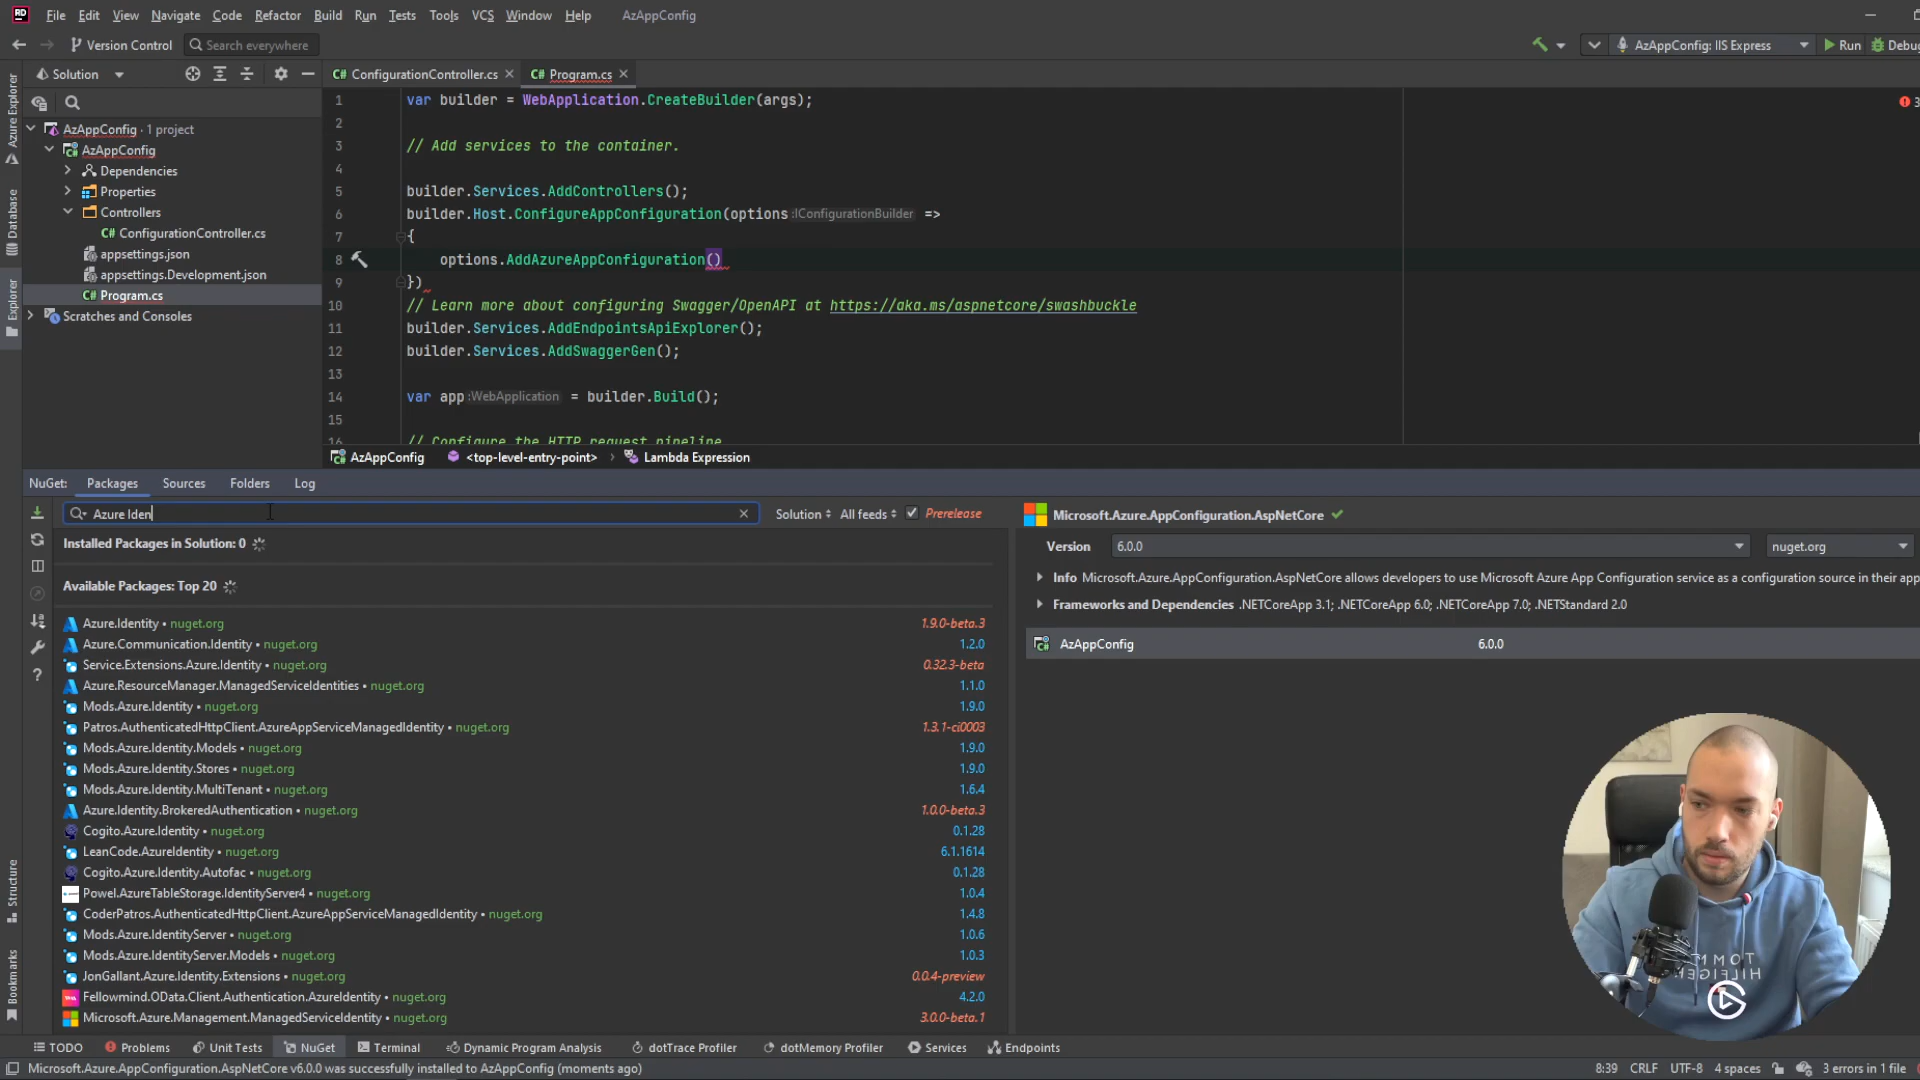 RD File Edit View Navigate Code Refactor Build Run Tests Tools VCS Window Help AzAppConfig
Version Control Search everywhere AzAppConfig: IIS Express Run Debug
Solution ConfigurationController.cs Program.cs
AzAppConfig · 1 project
AzAppConfig
Dependencies
Properties
Controllers
C# ConfigurationController.cs
appsettings.json
appsettings.Development.json
C# Program.cs
Scratches and Consoles
Azure Explorer
Database
Explorer
Structure
Bookmarks
1 var builder = WebApplication.CreateBuilder(args);
2
3 // Add services to the container.
4
5 builder.Services.AddControllers();
6 builder.Host.ConfigureAppConfiguration(options :IConfigurationBuilder =>
7 {
8 options.AddAzureAppConfiguration()
9 })
10 // Learn more about configuring Swagger/OpenAPI at https://aka.ms/aspnetcore/swashbuckle
11 builder.Services.AddEndpointsApiExplorer();
12 builder.Services.AddSwaggerGen();
13
14 var app :WebApplication = builder.Build();
15
16 // Configure the HTTP request pipeline
3
AzAppConfig <top-level-entry-point> › Lambda Expression
NuGet: Packages Sources Folders Log
Azure Iden Solution All feeds Prerelease
Installed Packages in Solution: 0
Available Packages: Top 20
Azure.Identity • nuget.org 1.9.0-beta.3
Azure.Communication.Identity • nuget.org 1.2.0
Service.Extensions.Azure.Identity • nuget.org 0.32.3-beta
Azure.ResourceManager.ManagedServiceIdentities • nuget.org 1.1.0
Mods.Azure.Identity • nuget.org 1.9.0
Patros.AuthenticatedHttpClient.AzureAppServiceManagedIdentity • nuget.org 1.3.1-ci0003
Mods.Azure.Identity.Models • nuget.org 1.9.0
Mods.Azure.Identity.Stores • nuget.org 1.9.0
Mods.Azure.Identity.MultiTenant • nuget.org 1.6.4
Azure.Identity.BrokeredAuthentication • nuget.org 1.0.0-beta.3
Cogito.Azure.Identity • nuget.org 0.1.28
LeanCode.AzureIdentity • nuget.org 6.1.1614
Cogito.Azure.Identity.Autofac • nuget.org 0.1.28
Powel.AzureTableStorage.IdentityServer4 • nuget.org 1.0.4
CoderPatros.AuthenticatedHttpClient.AzureAppServiceManagedIdentity • nuget.org 1.4.8
Mods.Azure.IdentityServer • nuget.org 1.0.6
Mods.Azure.IdentityServer.Models • nuget.org 1.0.3
JonGallant.Azure.Identity.Extensions • nuget.org 0.0.4-preview
Fellowmind.OData.Client.Authentication.AzureIdentity • nuget.org 4.2.0
Microsoft.Azure.Management.ManagedServiceIdentity • nuget.org 3.0.0-beta.1
Microsoft.Azure.AppConfiguration.AspNetCore
Version 6.0.0 nuget.org
Info Microsoft.Azure.AppConfiguration.AspNetCore allows developers to use Microsoft Azure App Configuration service as a configuration source in their app
Frameworks and Dependencies .NETCoreApp 3.1; .NETCoreApp 6.0; .NETCoreApp 7.0; .NETStandard 2.0
AzAppConfig 6.0.0
TOMM
HILFIGER
TODO Problems Unit Tests NuGet Terminal Dynamic Program Analysis dotTrace Profiler dotMemory Profiler Services Endpoints
Microsoft.Azure.AppConfiguration.AspNetCore v6.0.0 was successfully installed to AzAppConfig (moments ago) 8:39 CRLF UTF-8 4 spaces 3 errors in 1 file